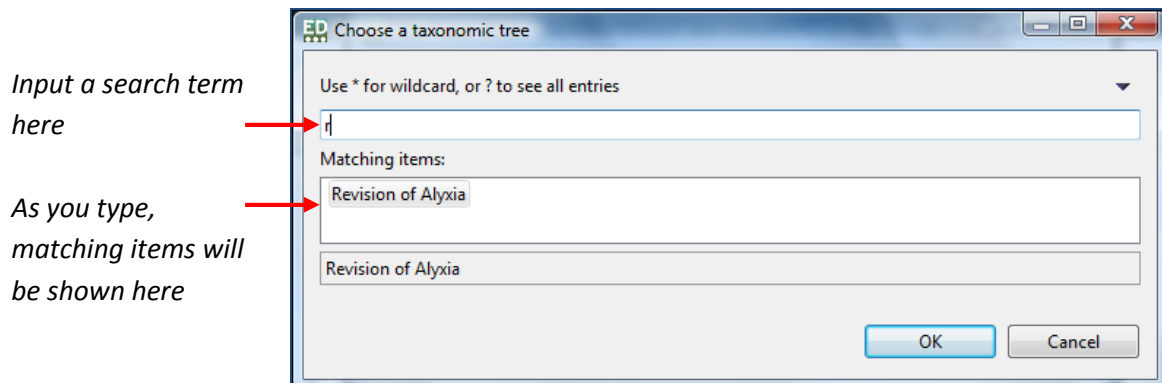 ED Choose a taxonomic tree
Input a search term
here
Use * for wildcard, or ? to see all entries
r
Matching items:
As you type,
matching items will
be shown here
Revision of Alyxia
Revision of Alyxia
OK Cancel